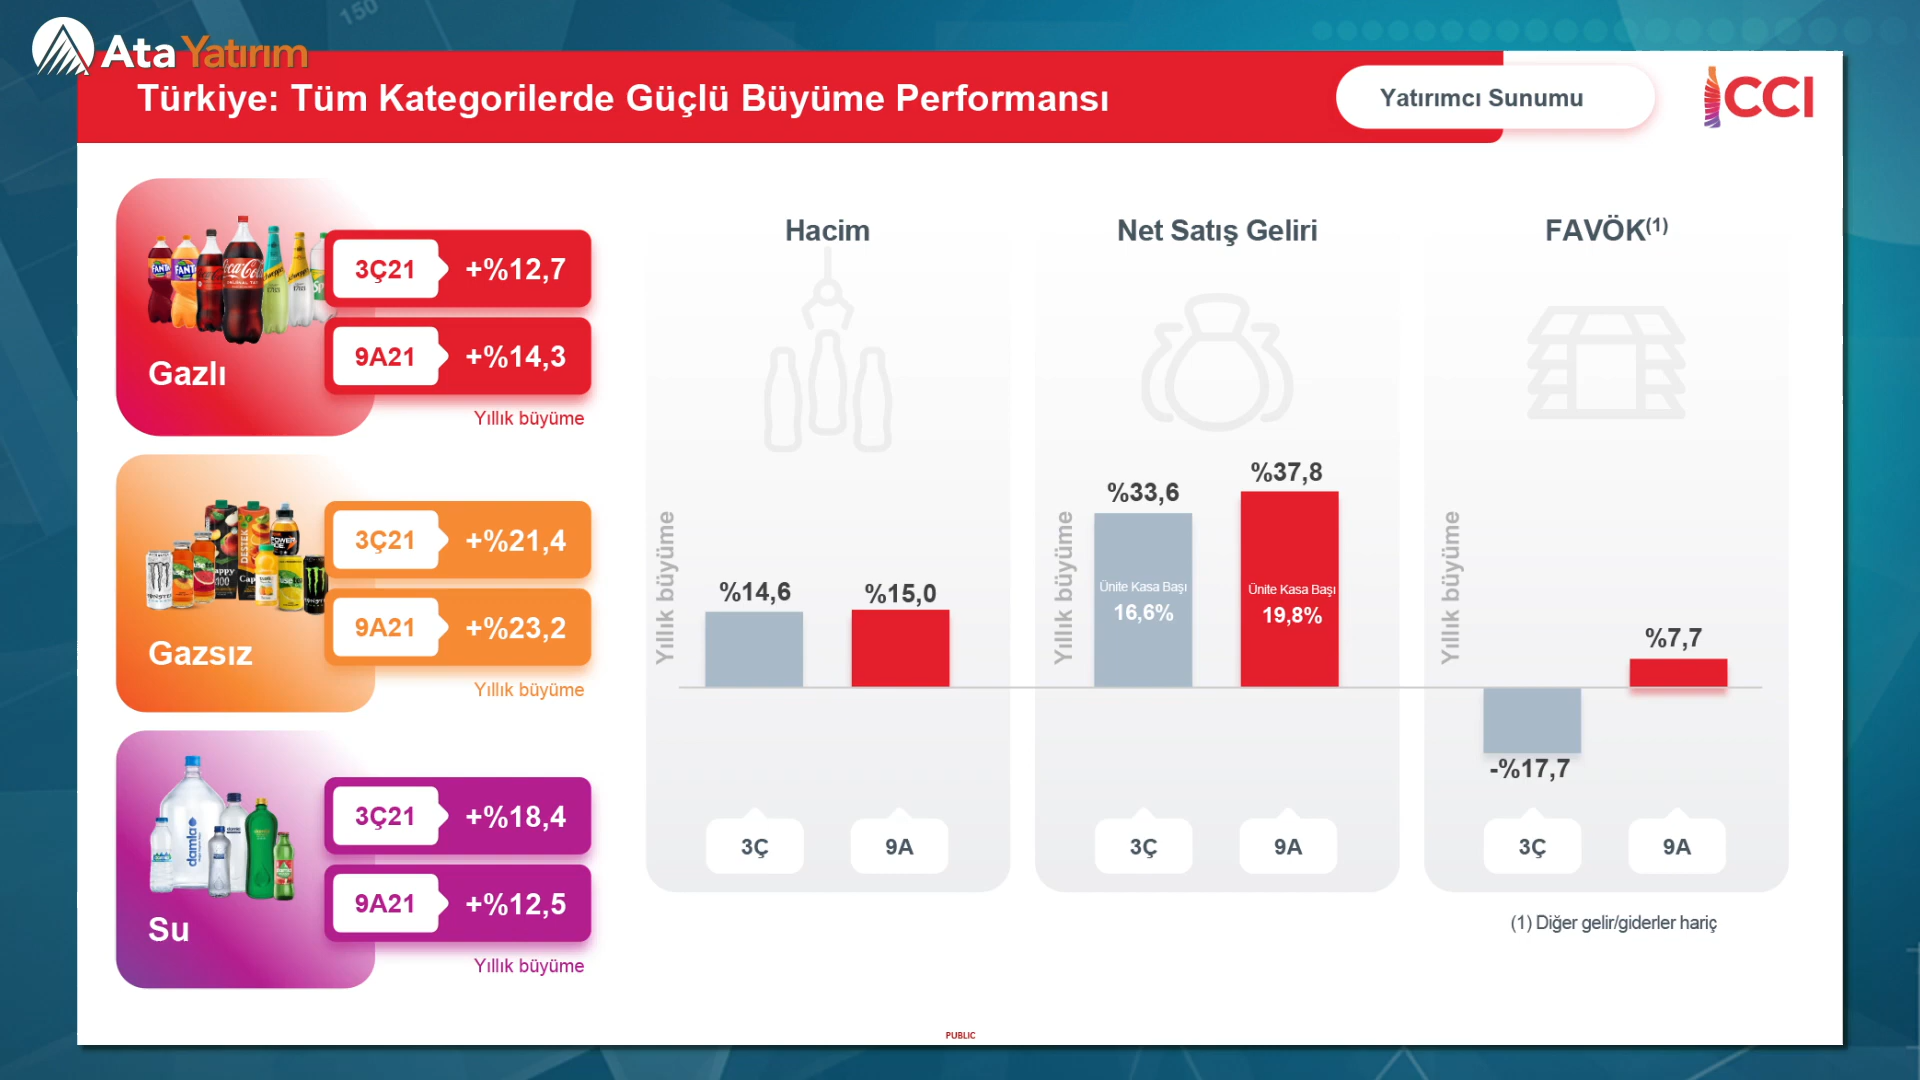 Ata Yatırım
Türkiye: Tüm Kategorilerde Güçlü Büyüme Performansı
Yatırımcı Sunumu
CCI
3Ç21
+%12,7
9A21
+%14,3
Gazlı
Yıllık büyüme
3Ç21
+%21,4
9A21
+%23,2
Gazsız
Yıllık büyüme
damla
3Ç21
+%18,4
9A21
+%12,5
Su
Yıllık büyüme
Hacim
Yıllık büyüme
%14,6
%15,0
3Ç
9A
Net Satış Geliri
Yıllık büyüme
%33,6
%37,8
Ünite Kasa Başı
16,6%
Ünite Kasa Başı
19,8%
3Ç
9A
FAVÖK(1)
Yıllık büyüme
%7,7
-%17,7
3Ç
9A
(1) Diğer gelir/giderler hariç
PUBLIC